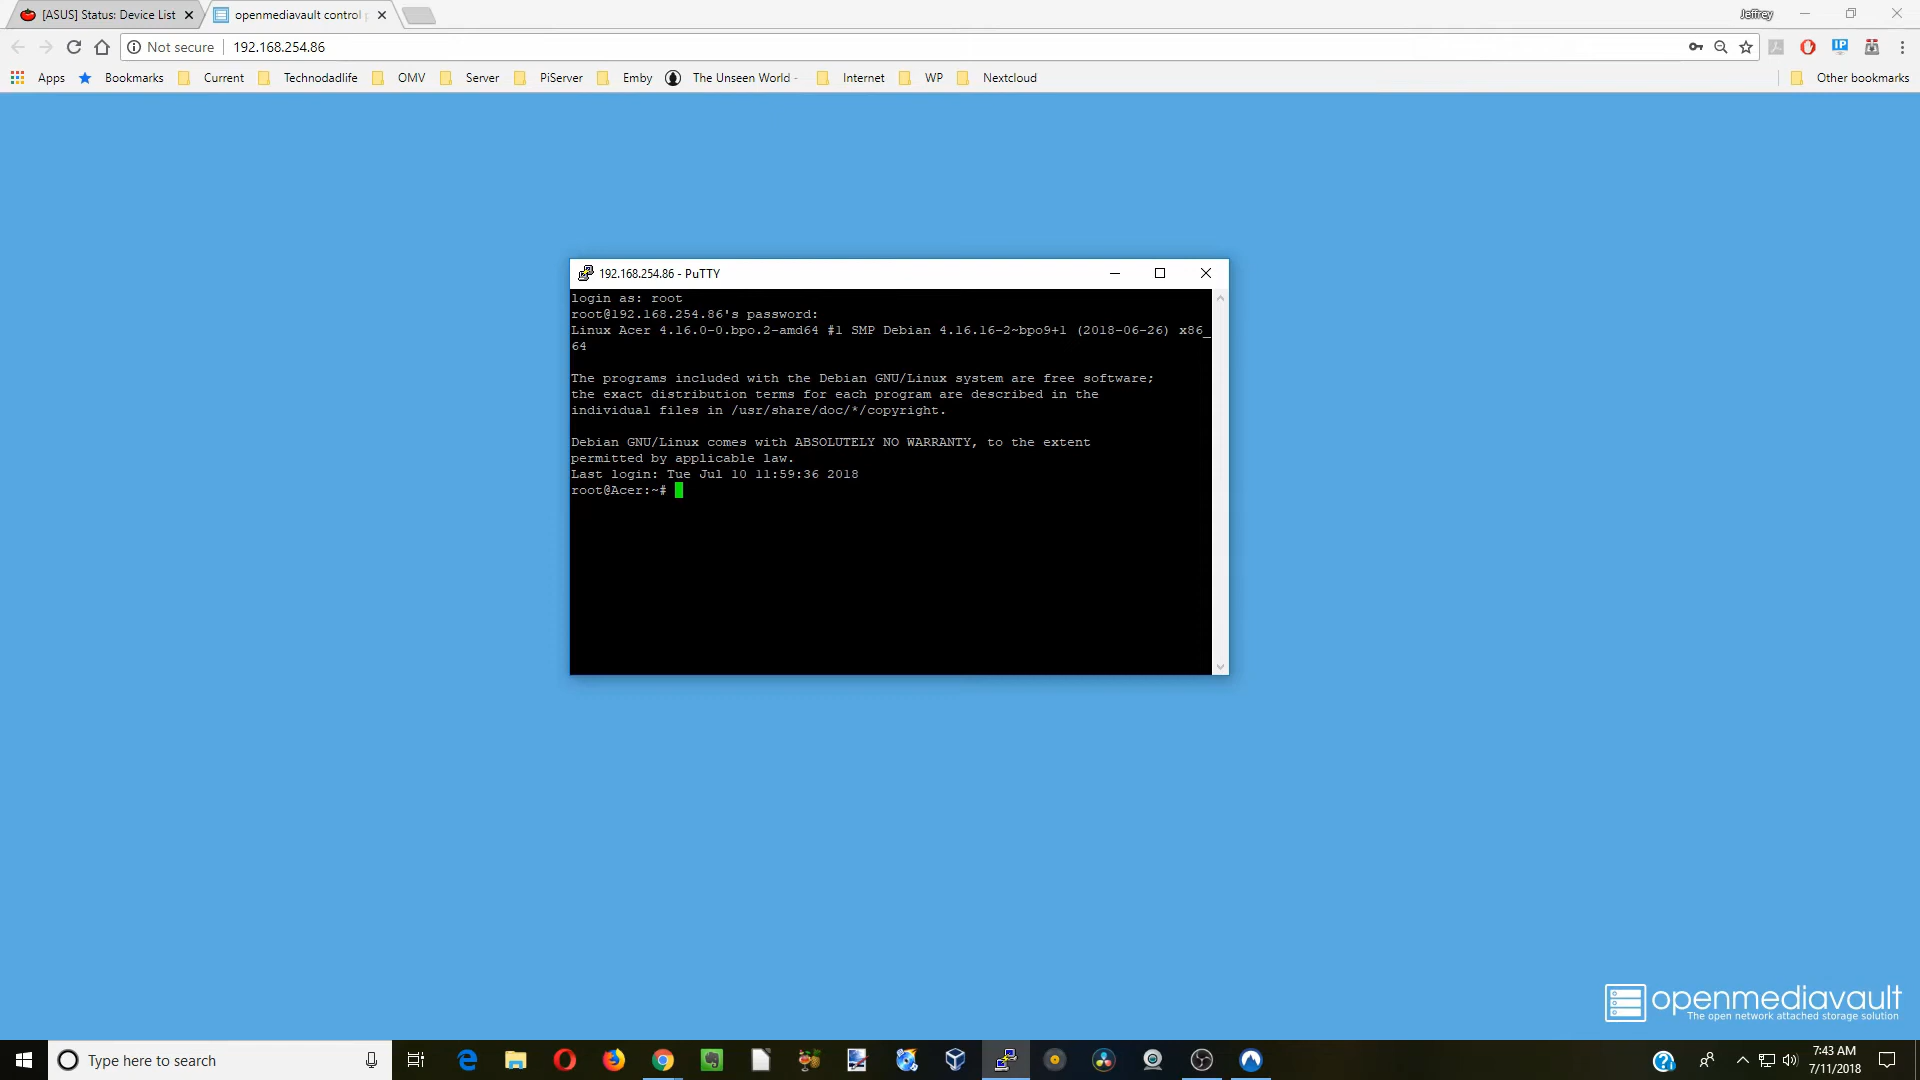 [ASUS] Status: Device List
openmediavault control p
Jeffrey
Not secure
192.168.254.86
IP
Apps
Bookmarks
Current
Technodadlife
OMV
Server
PiServer
Emby
The Unseen World -
Internet
WP
Nextcloud
Other bookmarks
192.168.254.86 - PuTTY
login as: root
root@192.168.254.86's password:
Linux Acer 4.16.0-0.bpo.2-amd64 #1 SMP Debian 4.16.16-2~bpo9+1 (2018-06-26) x86_
64
The programs included with the Debian GNU/Linux system are free software;
the exact distribution terms for each program are described in the
individual files in /usr/share/doc/*/copyright.
Debian GNU/Linux comes with ABSOLUTELY NO WARRANTY, to the extent
permitted by applicable law.
Last login: Tue Jul 10 11:59:36 2018
root@Acer:~#
openmediavault
The open network attached storage solution
Type here to search
7:43 AM
7/11/2018